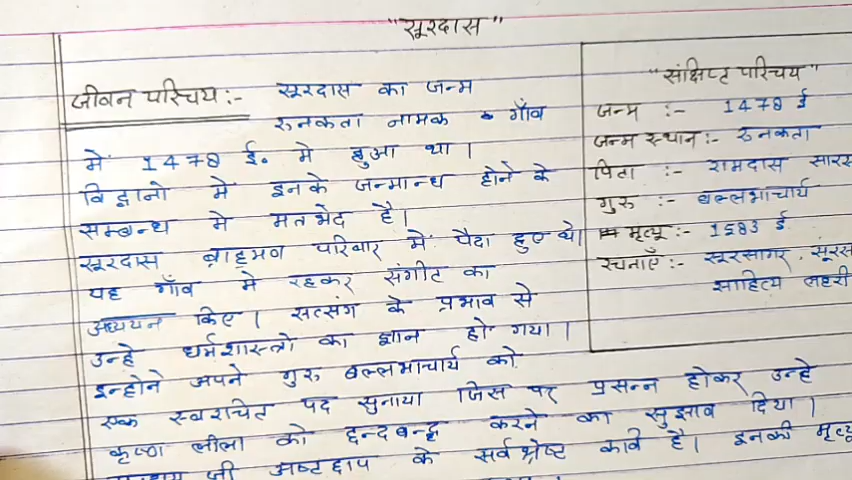 "सूरदास"
जीवन परिचय :- सूरदास का जन्म
रुनकता नामक गाँव
में 1478 ई. मे हुआ था।
विद्वानो मे इनके जन्मान्ध होने के
सम्बन्ध मे मतभेद है।
सूरदास ब्राह्मण परिवार में पैदा हुए थे।
यह गाँव मे रहकर संगीत का
अध्ययन किए। सत्संग के प्रभाव से
उन्हे धर्मशास्त्रो का ज्ञान हो गया।
इन्होने अपने गुरु बल्लभाचार्य को
एक स्वरचित पद सुनाया जिस पर प्रसन्न होकर उन्हे
कृष्ण लीला को छन्दबन्द्ध करने का सुझाव दिया।
जी अष्टछाप के सर्वश्रेष्ट कवि है। इनकी मृत्यू
"संक्षिप्ट परिचय"
जन्म :- 1478 ई
जन्म स्थान :- रुनकता
पिता :- रामदास सारस
गुरु :- बल्लभाचार्य
मृत्यू :- 1583 ई.
रचनाएँ :- सूरसागर, सूरस
साहित्य लहरी